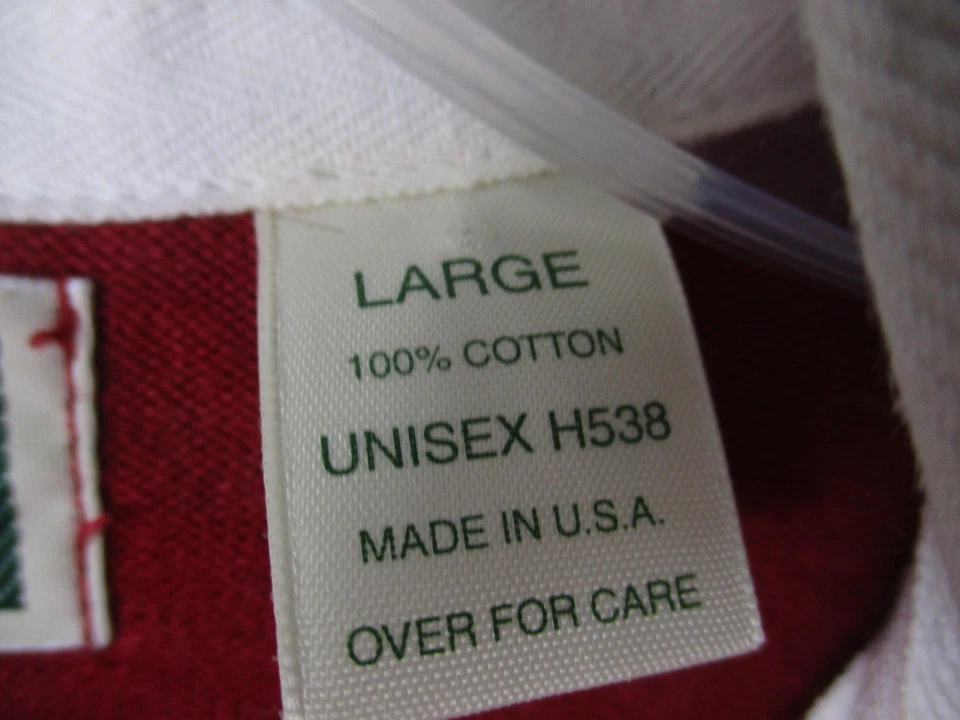 LARGE
100% COTTON
UNISEX H538
MADE IN U.S.A.
OVER FOR CARE